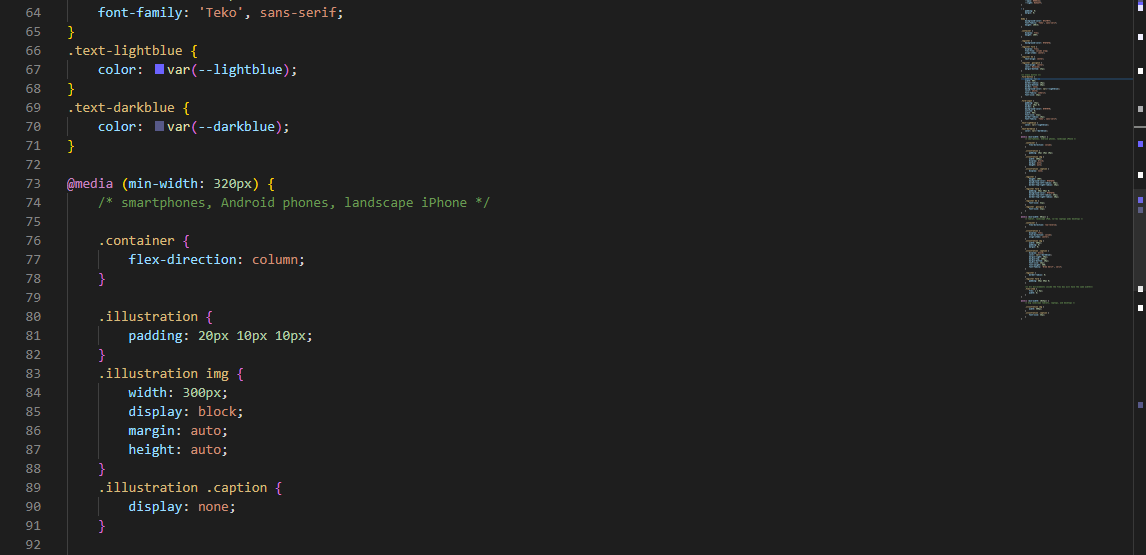 64 font-family: 'Teko', sans-serif;
65 }
66 .text-lightblue {
67 color: var(--lightblue);
68 }
69 .text-darkblue {
70 color: var(--darkblue);
71 }
72
73 @media (min-width: 320px) {
74 /* smartphones, Android phones, landscape iPhone */
75
76 .container {
77 flex-direction: column;
78 }
79
80 .illustration {
81 padding: 20px 10px 10px;
82 }
83 .illustration img {
84 width: 300px;
85 display: block;
86 margin: auto;
87 height: auto;
88 }
89 .illustration .caption {
90 display: none;
91 }
92